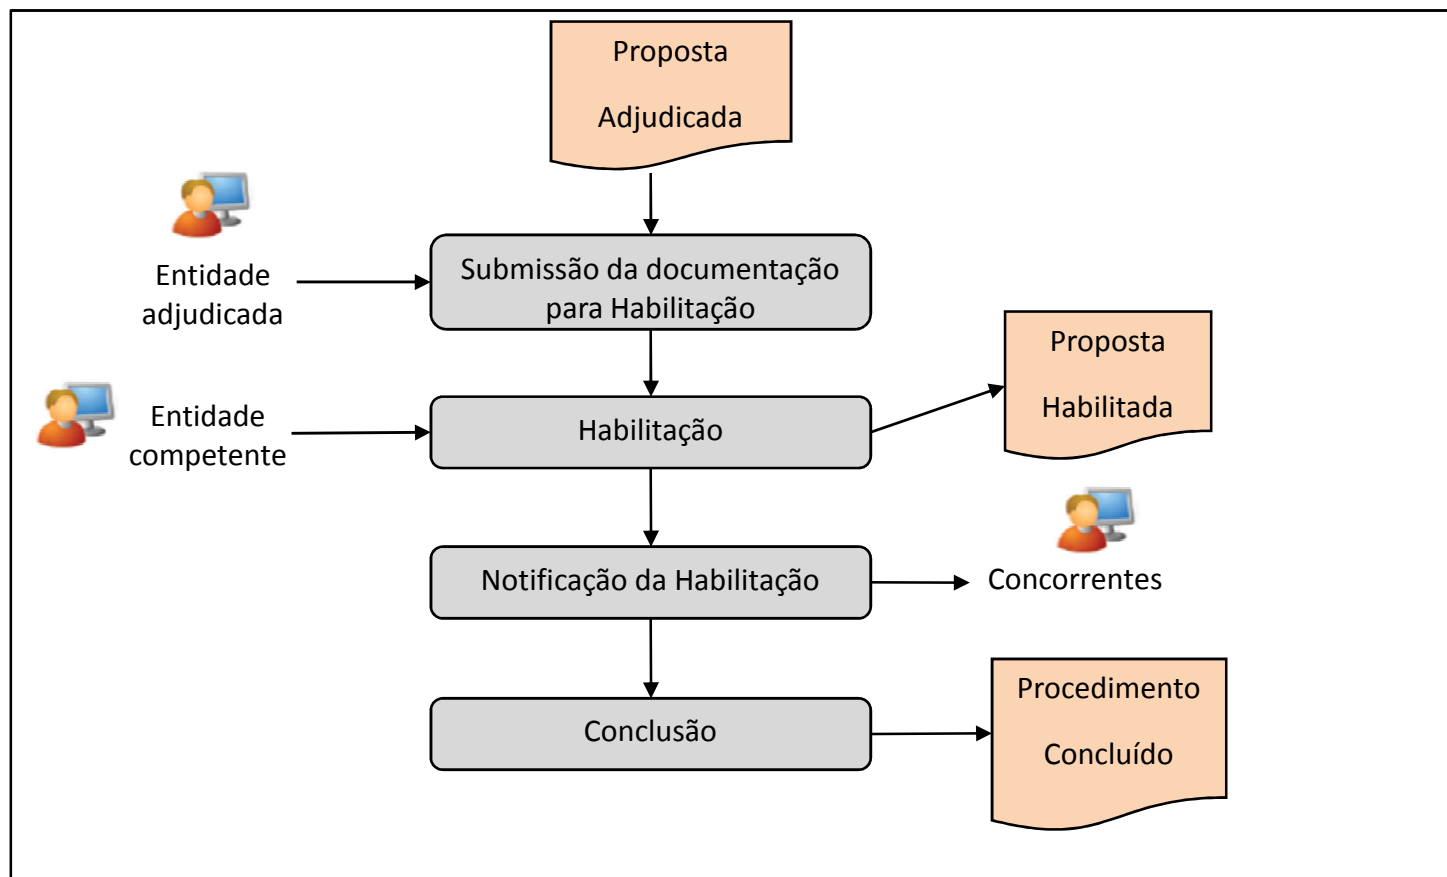 Proposta
Adjudicada
Entidade
adjudicada
Submissão da documentação
para Habilitação
Proposta
Habilitada
Entidade
competente
Habilitação
Notificação da Habilitação
Concorrentes
Procedimento
Concluído
Conclusão